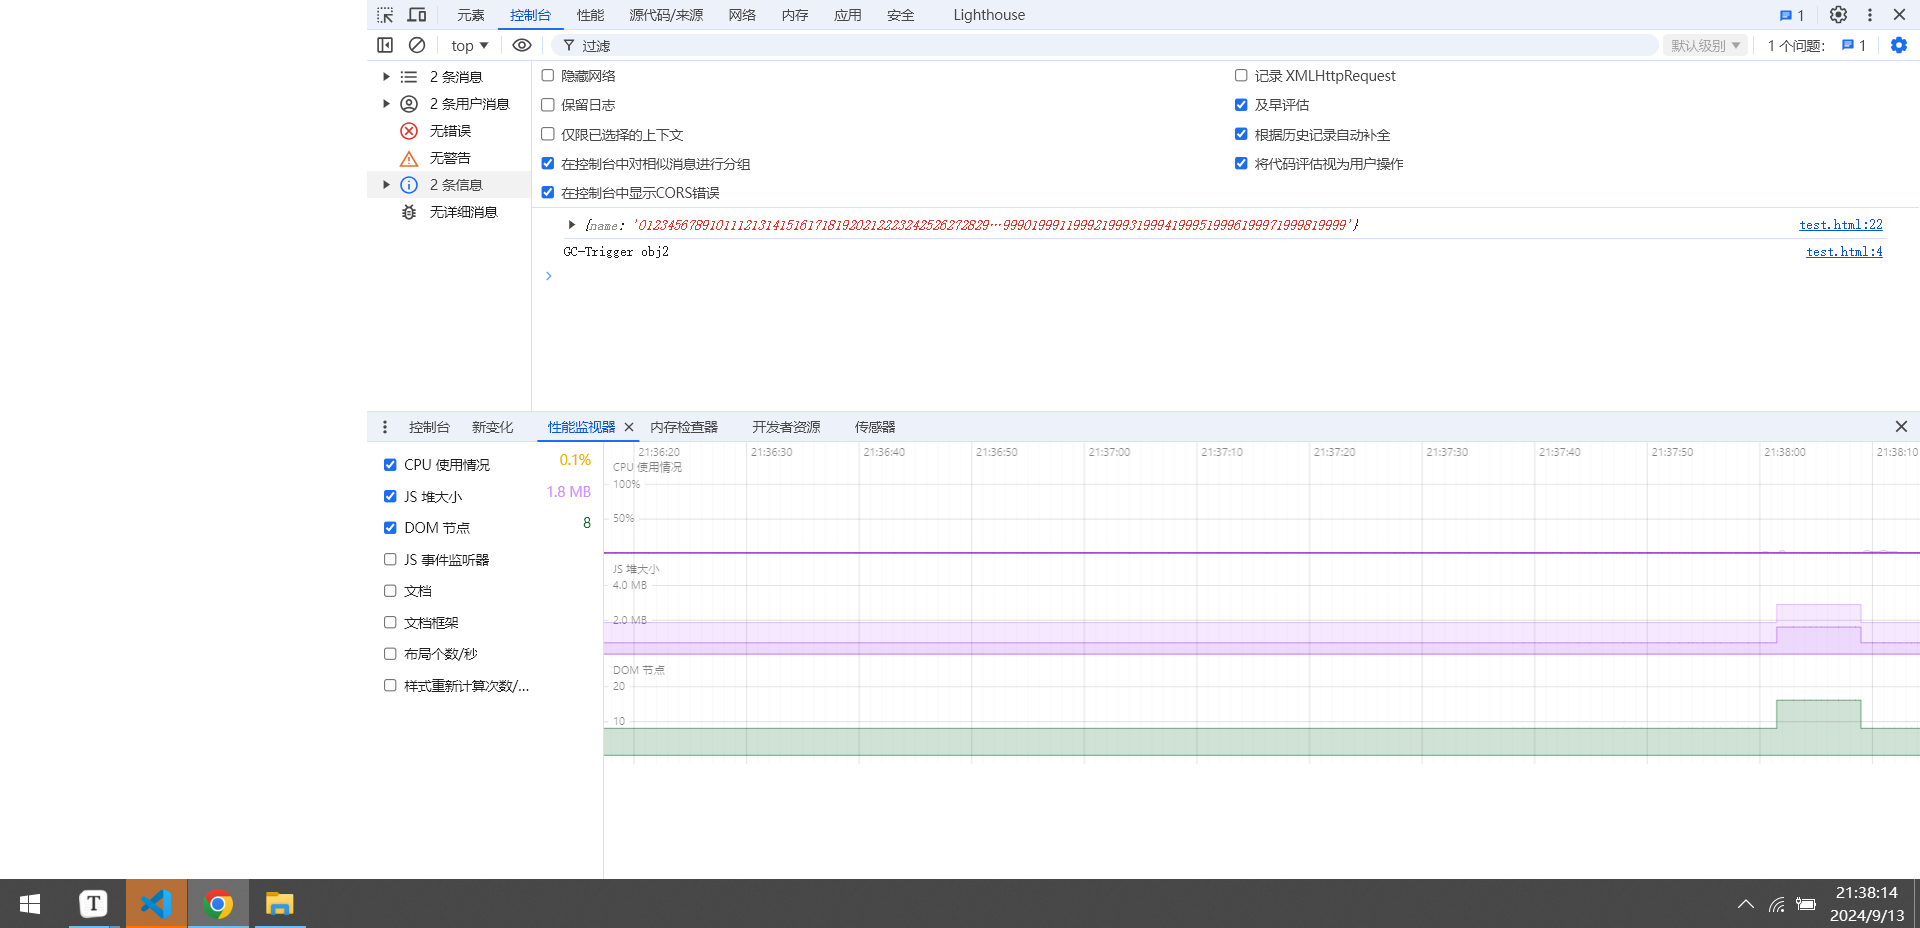 元素 控制台 性能 源代码/来源 网络 内存 应用 安全 Lighthouse 1
top 过滤 默认级别 1 个问题: 1
2 条消息
2 条用户消息
无错误
无警告
2 条信息
无详细消息
隐藏网络 记录 XMLHttpRequest
保留日志 及早评估
仅限已选择的上下文 根据历史记录自动补全
在控制台中对相似消息进行分组 将代码评估视为用户操作
在控制台中显示CORS错误
{name: '01234567891011121314151617181920212223242526272829…9990199911999219993199941999519996199971999819999'} test.html:22
GC-Trigger obj2 test.html:4
控制台 新变化 性能监视器 内存检查器 开发者资源 传感器
CPU 使用情况 0.1%
JS 堆大小 1.8 MB
DOM 节点 8
JS 事件监听器
文档
文档框架
布局个数/秒
样式重新计算次数/...
21:36:20 21:36:30 21:36:40 21:36:50 21:37:00 21:37:10 21:37:20 21:37:30 21:37:40 21:37:50 21:38:00 21:38:10
CPU 使用情况
100%
50%
JS 堆大小
4.0 MB
2.0 MB
DOM 节点
20
10
T
21:38:14
2024/9/13